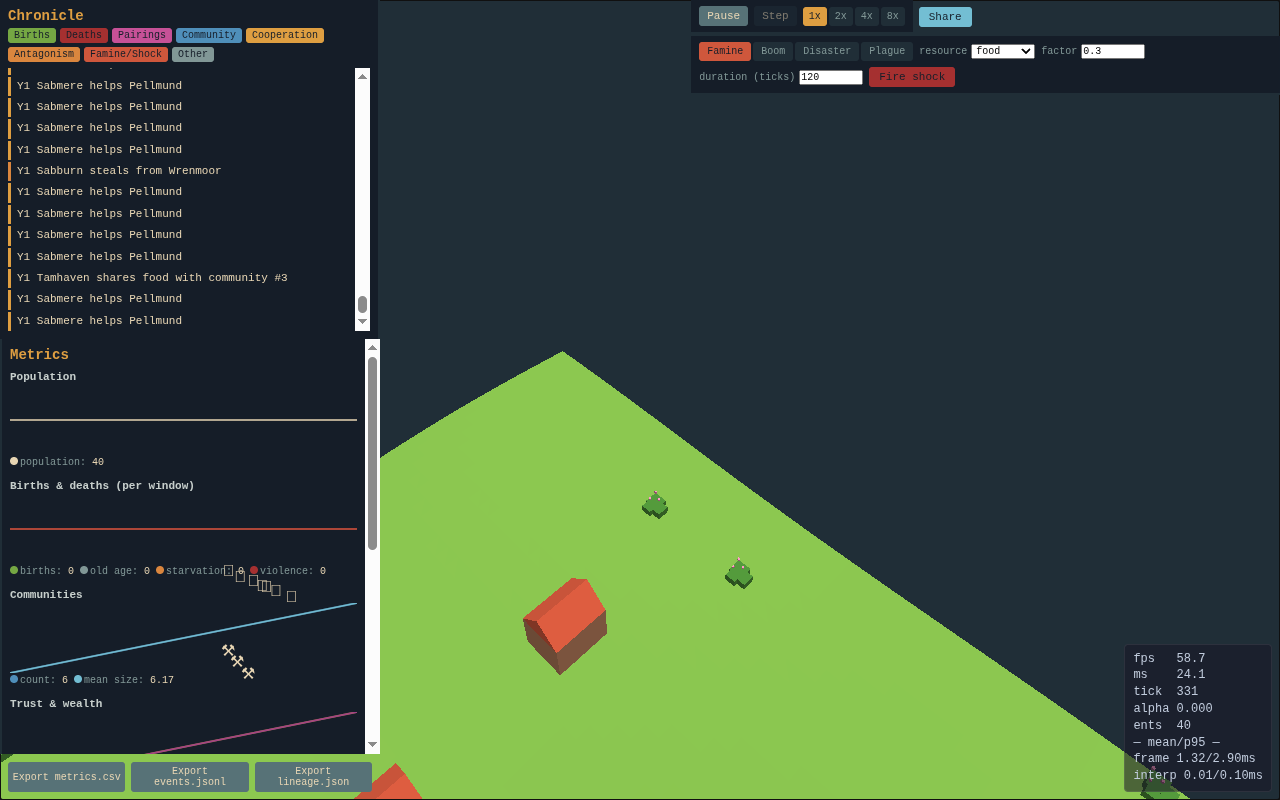 Chronicle
Births Deaths Pairings Community Cooperation
Antagonism Famine/Shock Other
Y1 Sabmere helps Pellmund
Y1 Sabmere helps Pellmund
Y1 Sabmere helps Pellmund
Y1 Sabmere helps Pellmund
Y1 Sabburn steals from Wrenmoor
Y1 Sabmere helps Pellmund
Y1 Sabmere helps Pellmund
Y1 Sabmere helps Pellmund
Y1 Sabmere helps Pellmund
Y1 Tamhaven shares food with community #3
Y1 Sabmere helps Pellmund
Y1 Sabmere helps Pellmund
Metrics
Population
population: 40
Births & deaths (per window)
births: 0 old age: 0 starvation: 0 violence: 0
Communities
count: 6 mean size: 6.17
Trust & wealth
Export metrics.csv
Export events.jsonl
Export lineage.json
Pause Step 1x 2x 4x 8x Share
Famine Boom Disaster Plague resource food factor 0.3
duration (ticks) 120 Fire shock
fps 58.7
ms 24.1
tick 331
alpha 0.000
ents 40
— mean/p95 —
frame 1.32/2.90ms
interp 0.01/0.10ms